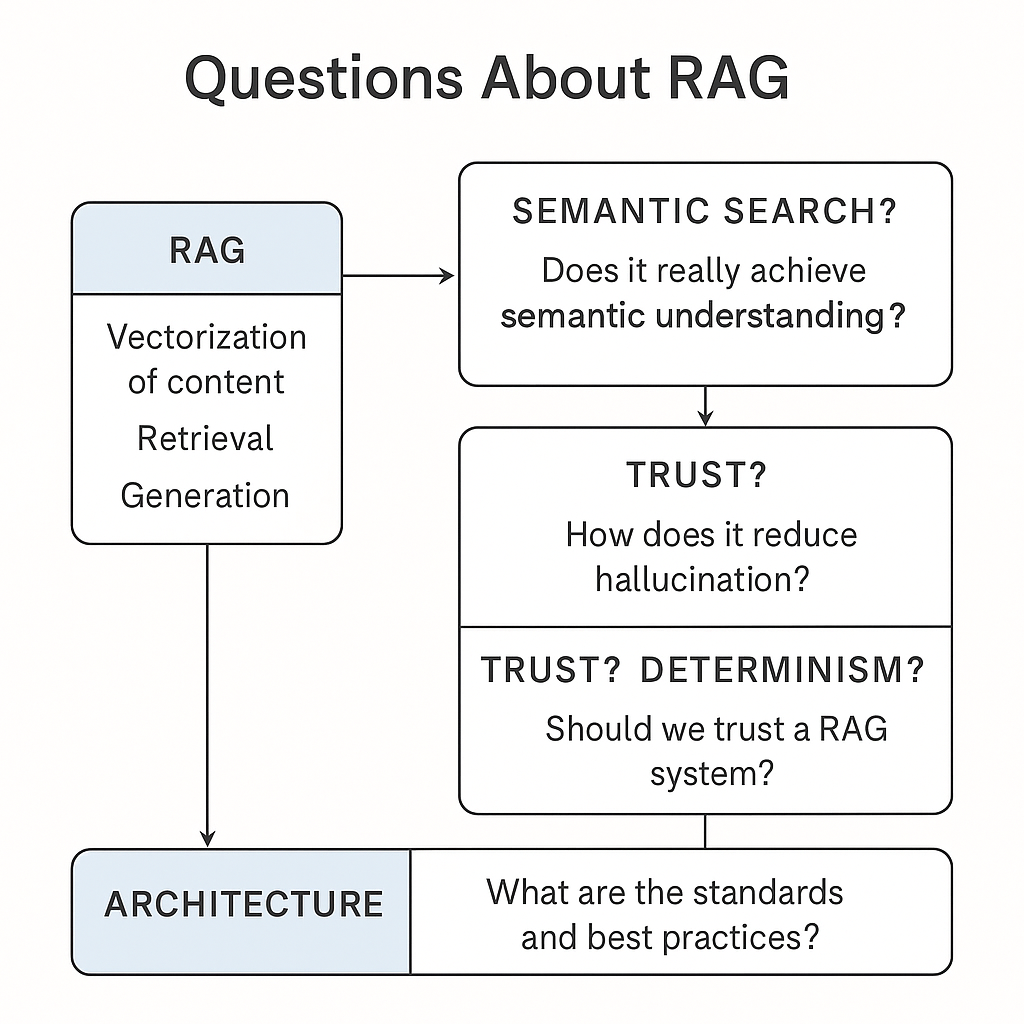 Questions About RAG
RAG
Vectorization
of content
Retrieval
Generation
SEMANTIC SEARCH?
Does it really achieve
semantic understanding?
TRUST?
How does it reduce
hallucination?
TRUST? DETERMINISM?
Should we trust a RAG
system?
ARCHITECTURE
What are the standards
and best practices?